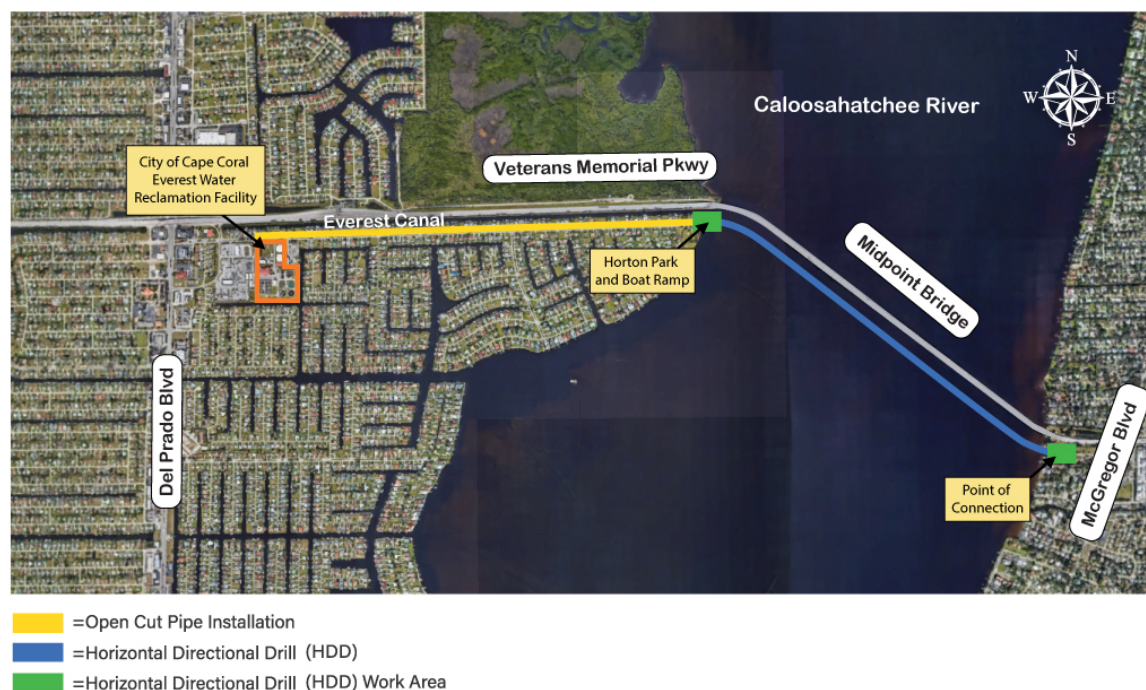 N
W E
S
Caloosahatchee River
City of Cape Coral
Everest Water
Reclamation Facility
Veterans Memorial Pkwy
Everest Canal
Horton Park
and Boat Ramp
Midpoint Bridge
Del Prado Blvd
McGregor Blvd
Point of
Connection
=Open Cut Pipe Installation
=Horizontal Directional Drill (HDD)
=Horizontal Directional Drill (HDD) Work Area